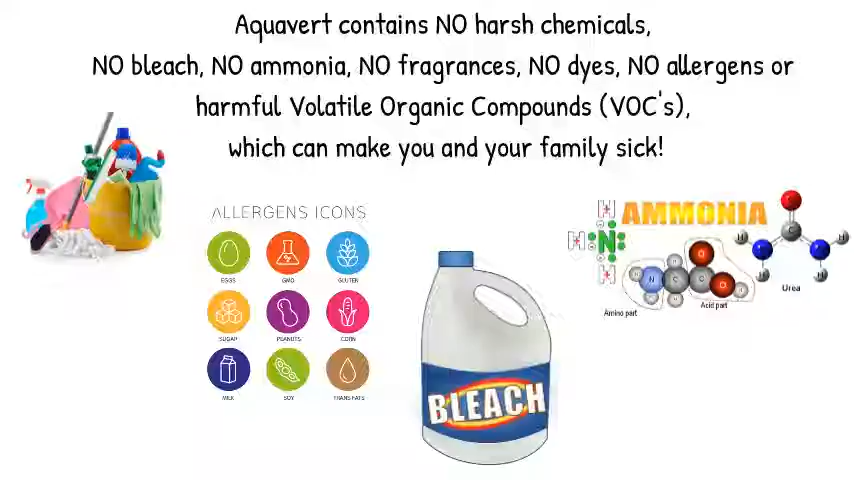 Aquavert contains NO harsh chemicals,
NO bleach, NO ammonia, NO fragrances, NO dyes, NO allergens or
harmful Volatile Organic Compounds (VOC's),
which can make you and your family sick!
ALLERGENS ICONS
EGGS GMO GLUTEN
SUGAR PEANUTS CORN
MILK SOY TRANS FATS
BLEACH
AMMONIA
H
H N
H
H H
N C N
H H
Urea
O
H
H N C C
H H
O H
Amino part
Acid part